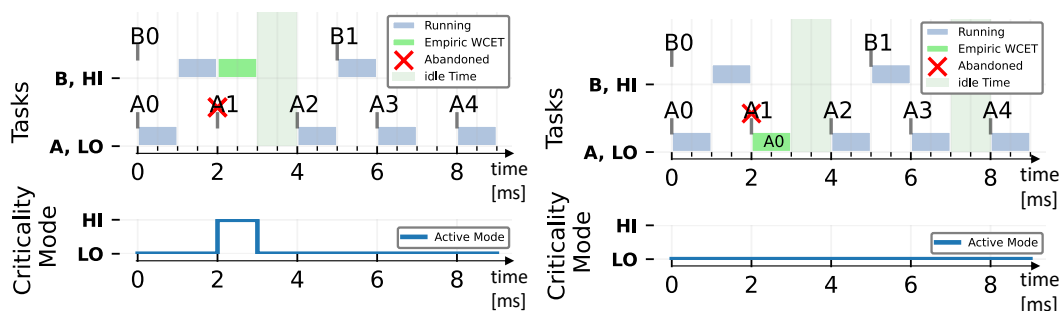 B0
B1
Running
Empiric WCET
Abandoned
idle Time
B, HI
Tasks
A0
A1
A2
A3
A4
A, LO
0
2
4
6
8
time
[ms]
Criticality
Mode
HI
LO
Active Mode
0
2
4
6
8
time
[ms]
B0
B1
Running
Empiric WCET
Abandoned
idle Time
B, HI
Tasks
A0
A1
A2
A3
A4
A0
A, LO
0
2
4
6
8
time
[ms]
Criticality
Mode
HI
LO
Active Mode
0
2
4
6
8
time
[ms]